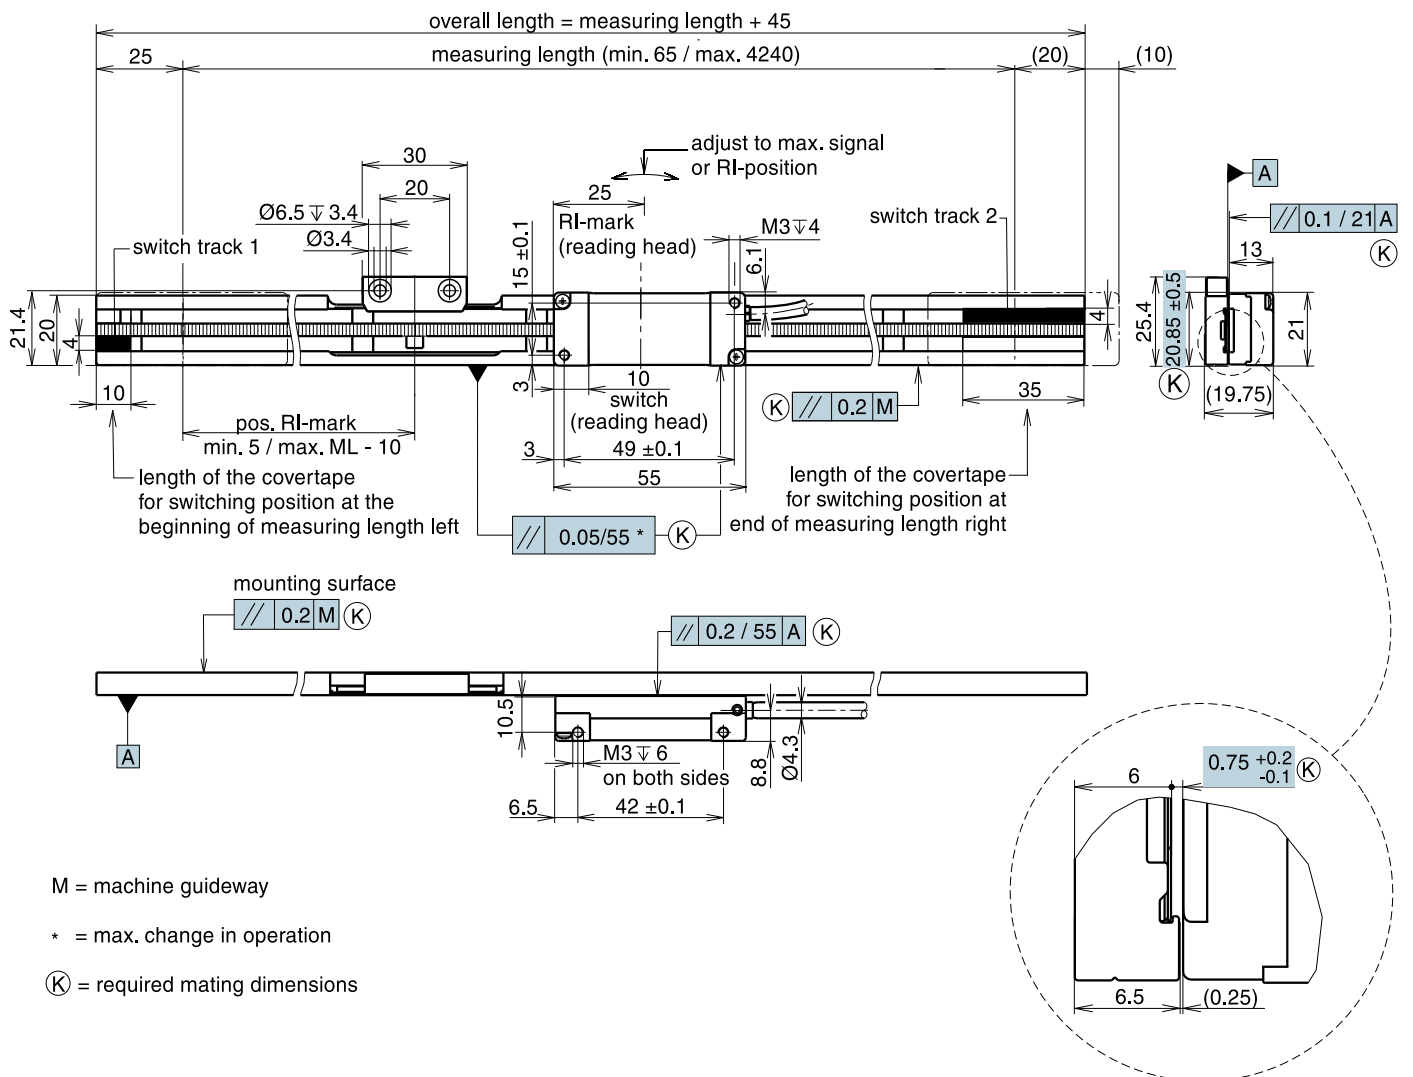 overall length = measuring length + 45
25
measuring length (min. 65 / max. 4240)
(20)
(10)
adjust to max. signal
or RI-position
30
20
25
A
Ø6.5 ↧ 3.4
Ø3.4
switch track 1
RI-mark
(reading head)
M3 ↧ 4
switch track 2
// 0.1 / 21 A
K
13
15 ±0.1
6.1
21.4
20
4
4
25.4
20.85 ±0.5
K
21
(19.75)
10
3
10
switch
(reading head)
K // 0.2 M
35
pos. RI-mark
min. 5 / max. ML - 10
3
49 ±0.1
55
length of the covertape
for switching position at the
beginning of measuring length left
length of the covertape
for switching position at
end of measuring length right
// 0.05/55 * K
mounting surface
// 0.2 M K
// 0.2 / 55 A K
A
10.5
M3 ↧ 6
on both sides
8.8
Ø4.3
6.5
42 ±0.1
6
0.75 +0.2 -0.1 K
6.5
(0.25)
M = machine guideway
* = max. change in operation
K = required mating dimensions